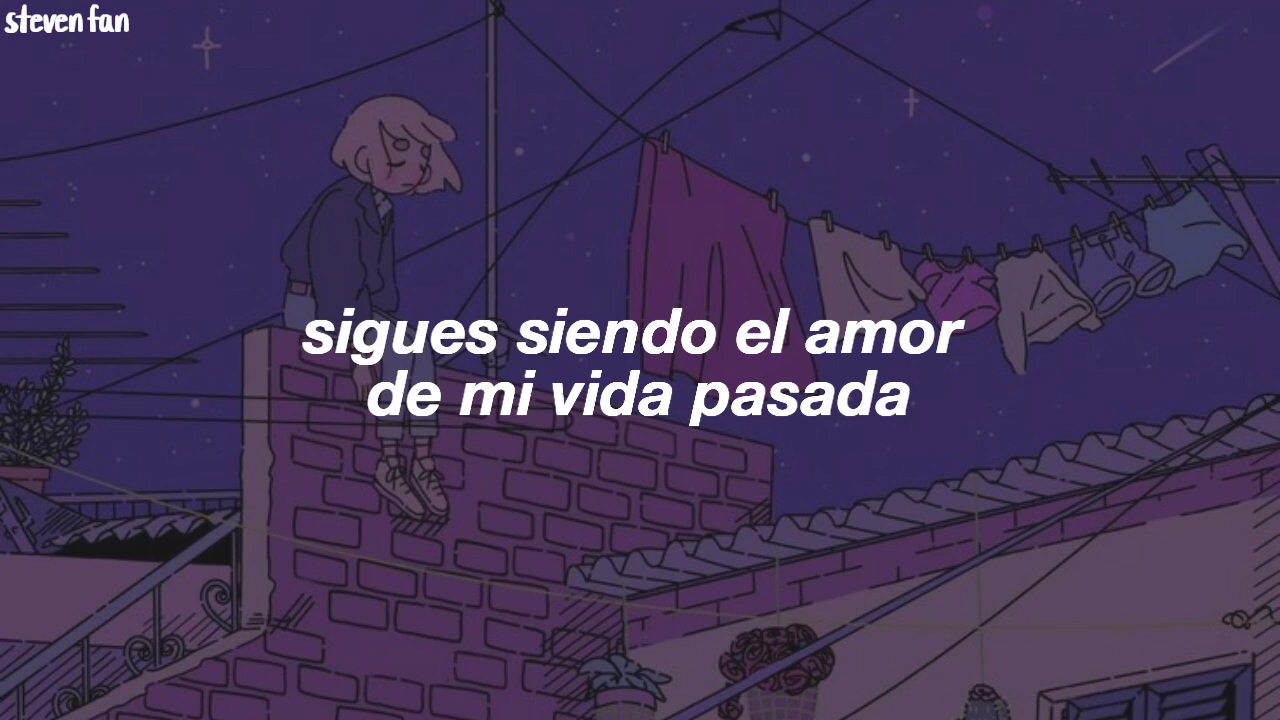 steven fan
sigues siendo el amor
de mi vida pasada